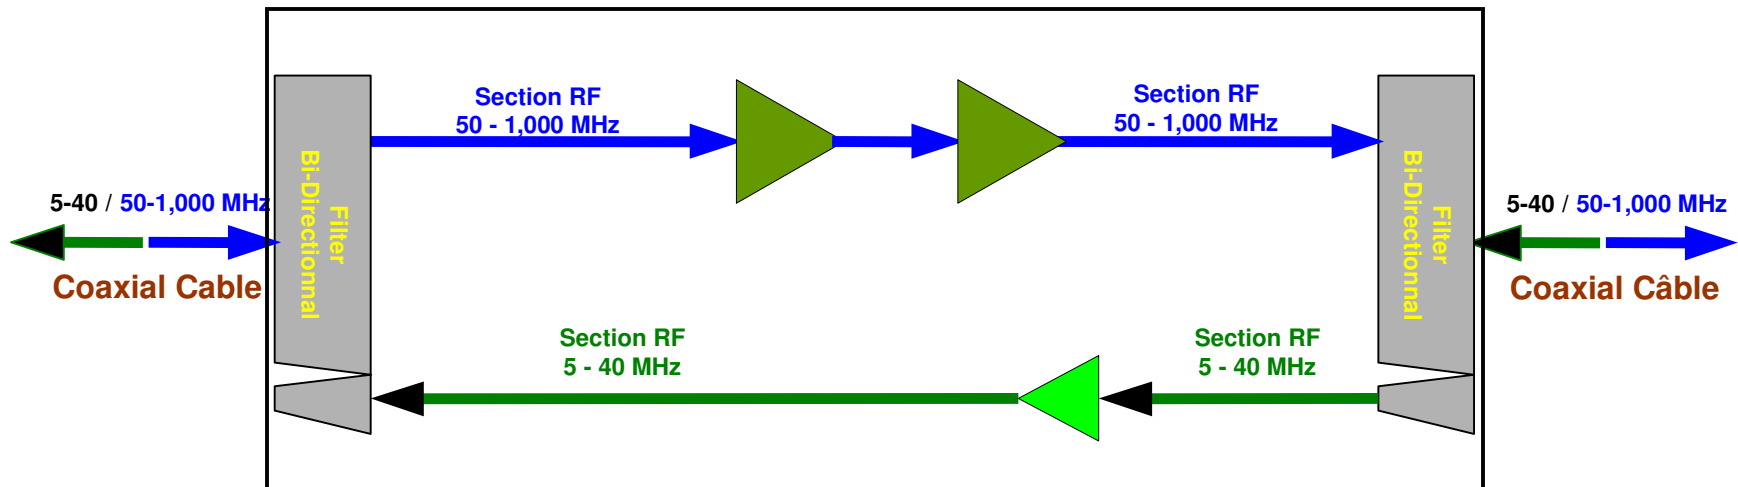 Section RF
50 - 1,000 MHz
Section RF
50 - 1,000 MHz
Filter
Bi-Directionnal
Filter
Bi-Directionnal
5-40 / 50-1,000 MHz
Coaxial Cable
5-40 / 50-1,000 MHz
Coaxial Câble
Section RF
5 - 40 MHz
Section RF
5 - 40 MHz